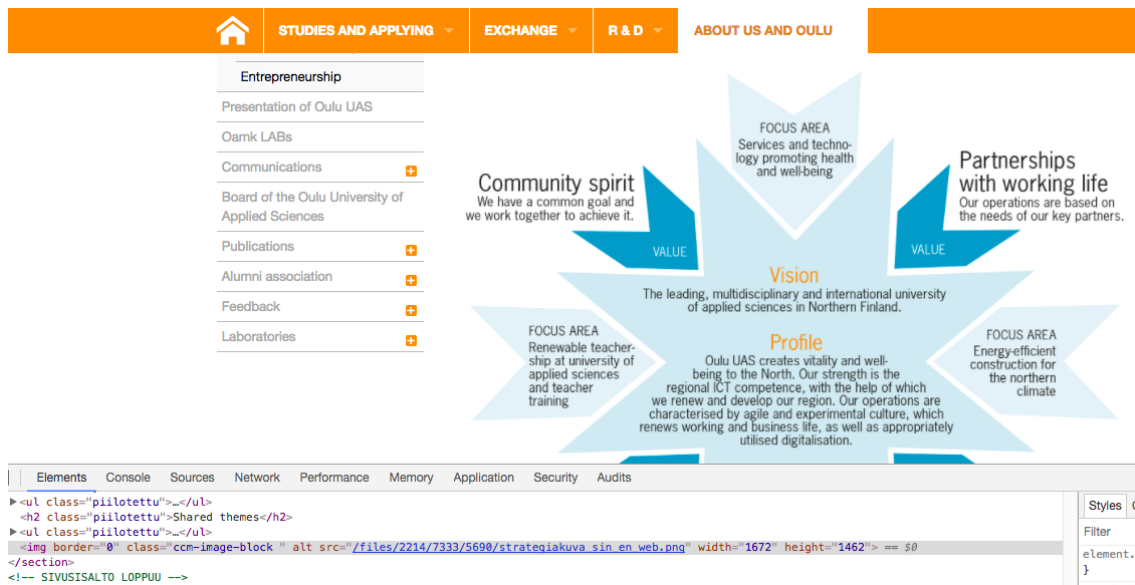 STUDIES AND APPLYING
EXCHANGE
R & D
ABOUT US AND OULU
Entrepreneurship
Presentation of Oulu UAS
Oamk LABs
Communications
Board of the Oulu University of
Applied Sciences
Publications
Alumni association
Feedback
Laboratories
FOCUS AREA
Services and techno-
logy promoting health
and well-being
Community spirit
We have a common goal and
we work together to achieve it.
VALUE
Partnerships
with working life
Our operations are based on
the needs of our key partners.
VALUE
Vision
The leading, multidisciplinary and international university
of applied sciences in Northern Finland.
FOCUS AREA
Renewable teacher-
ship at university of
applied sciences
and teacher
training
Profile
Oulu UAS creates vitality and well-
being to the North. Our strength is the
regional ICT competence, with the help of which
we renew and develop our region. Our operations are
characterised by agile and experimental culture, which
renews working and business life, as well as appropriately
utilised digitalisation.
FOCUS AREA
Energy-efficient
construction for
the northern
climate
Elements Console Sources Network Performance Memory Application Security Audits
<ul class="piilotettu">…</ul>
<h2 class="piilotettu">Shared themes</h2>
<ul class="piilotettu">…</ul>
<img border="0" class="ccm-image-block " alt src="/files/2214/7333/5690/strategiakuva_sin_en_web.png" width="1672" height="1462"> == $0
</section>
<!-- SIVUSISALTO LOPPUU -->
Styles
Filter
element.
}